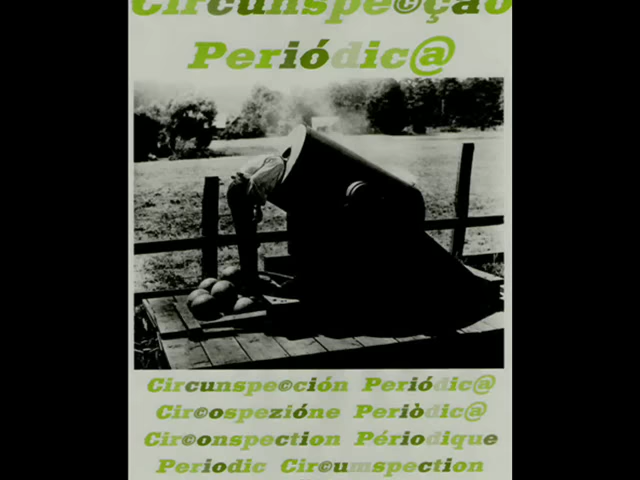 Circunspe©ção
Periódic@
Circunspe©ción Periódic@
Cir©ospezióne Periòdic@
Cir©onspection Périodique
Periodic Cir©umspection